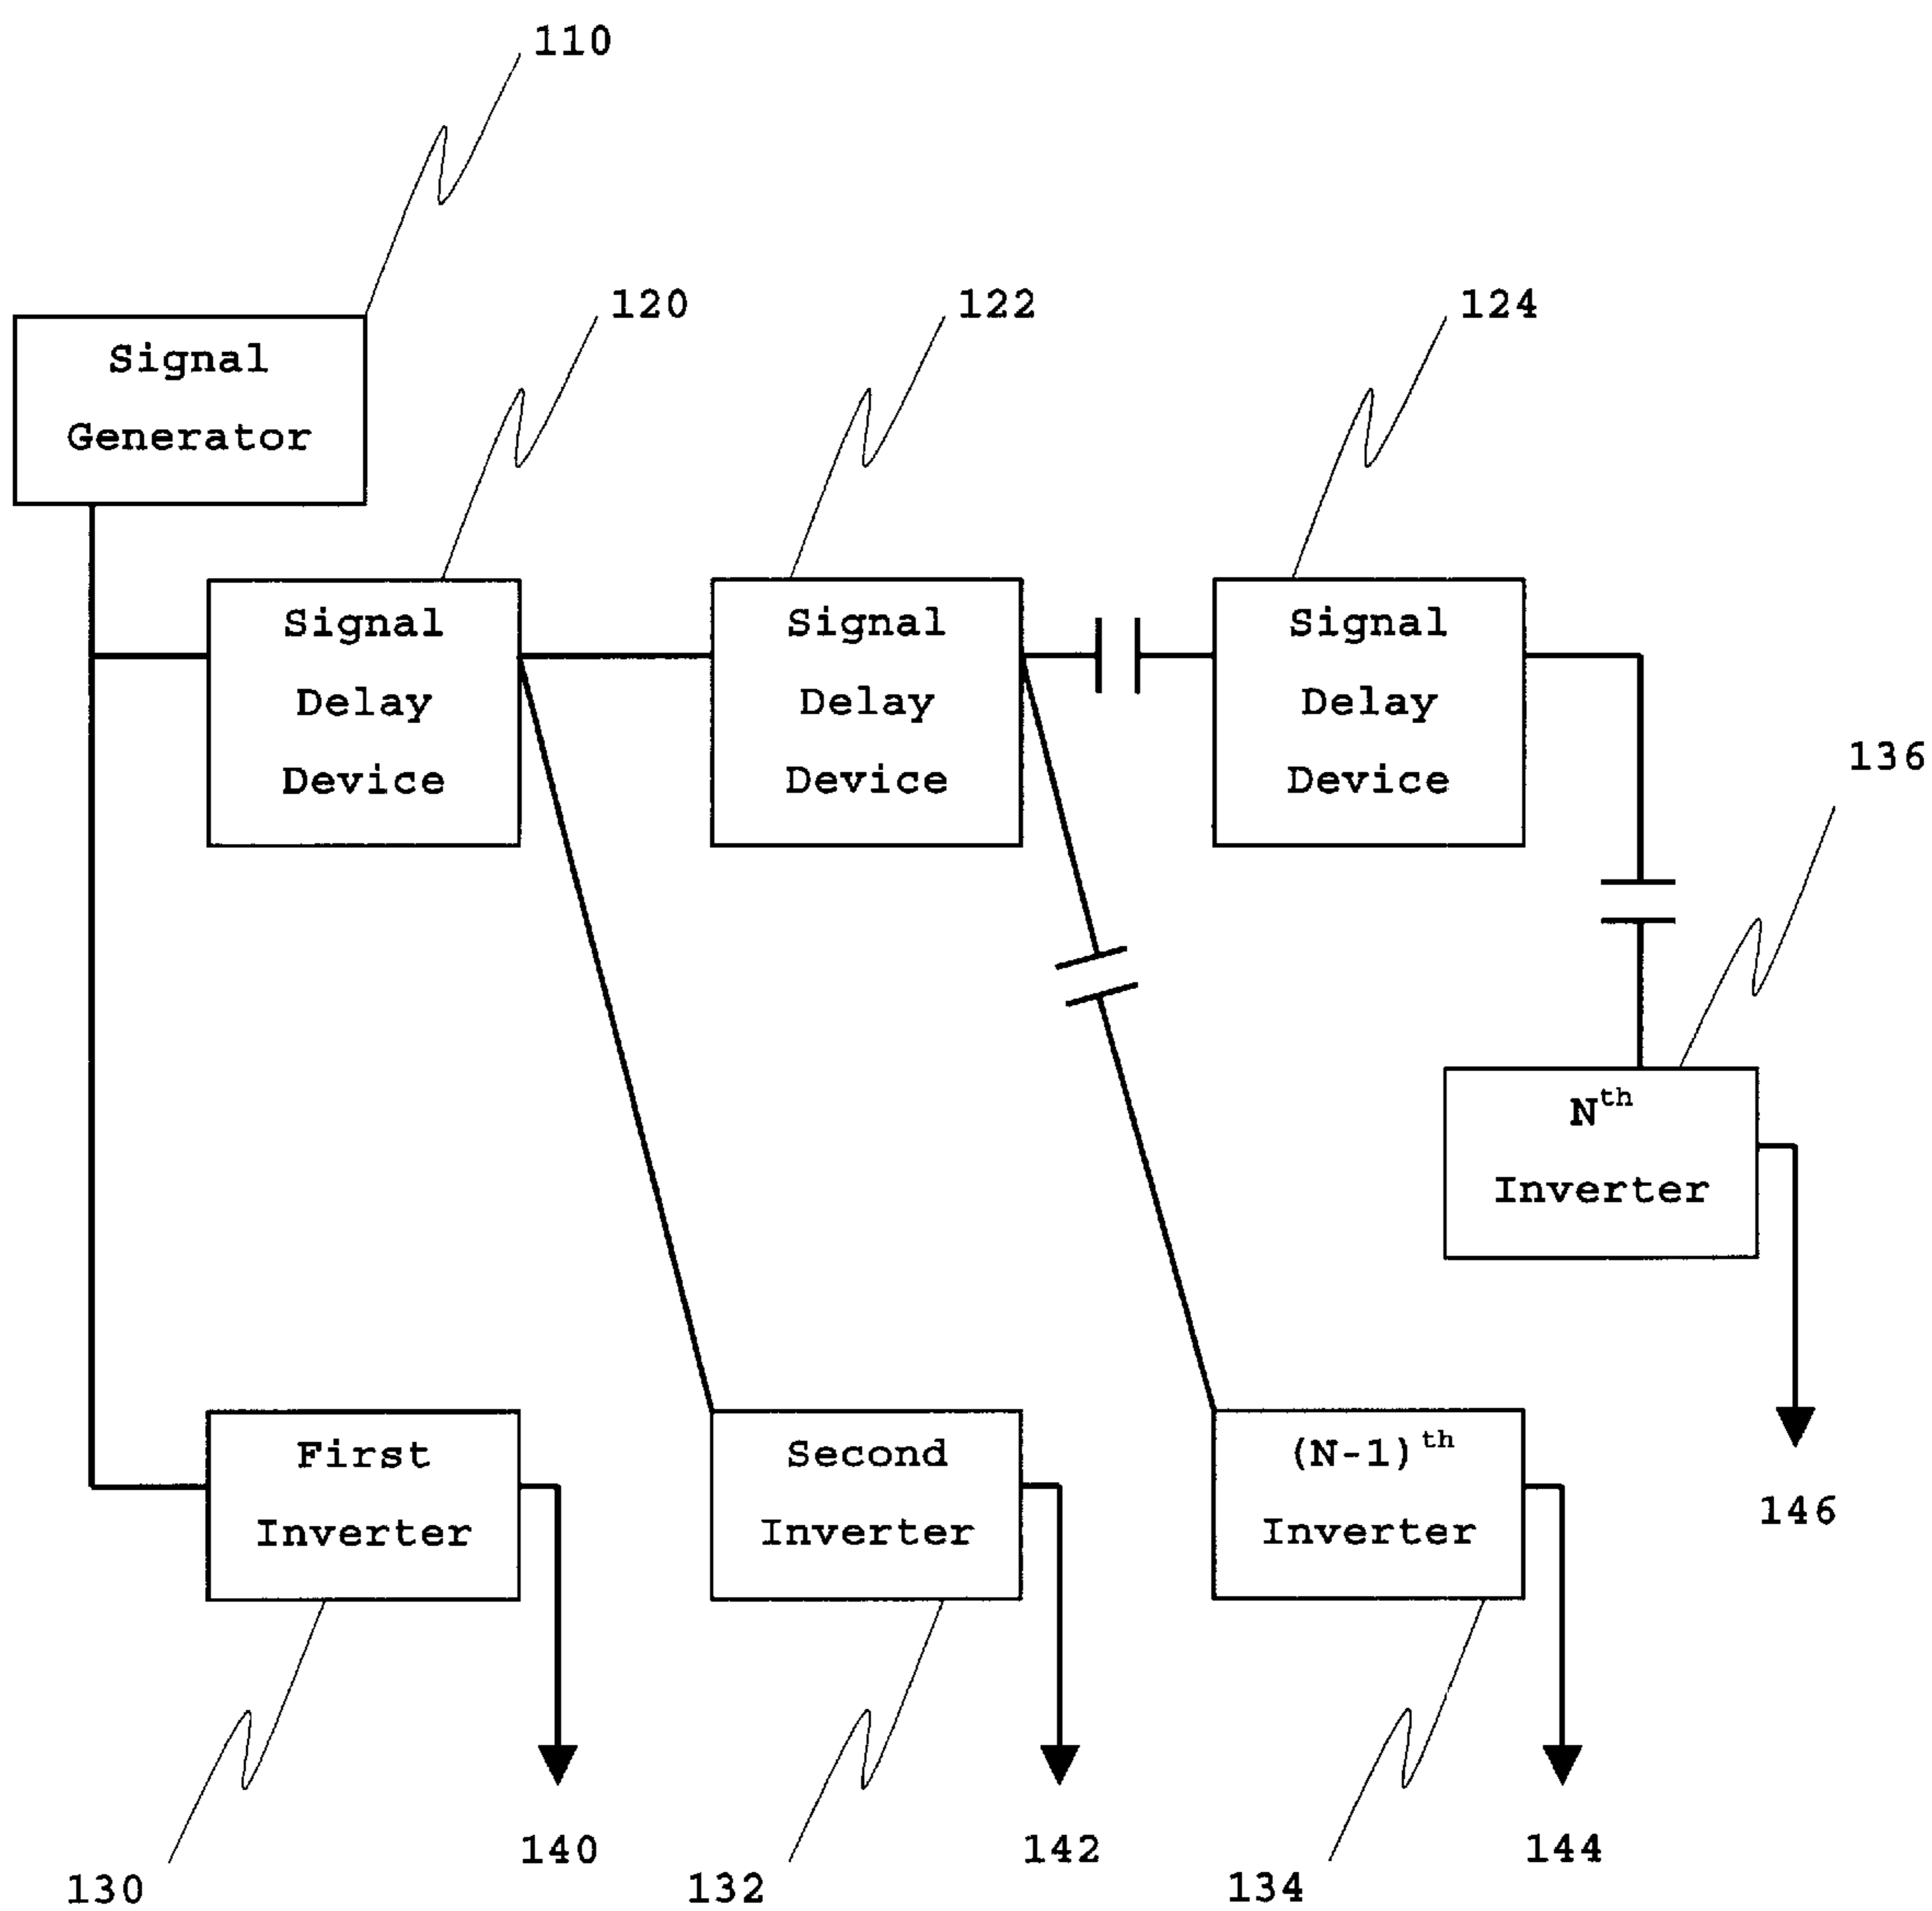 110
120
122
124
Signal
Generator
Signal
Delay
Device
Signal
Delay
Device
Signal
Delay
Device
136
Nth
Inverter
First
Inverter
Second
Inverter
(N-1)th
Inverter
146
140
142
144
130
132
134